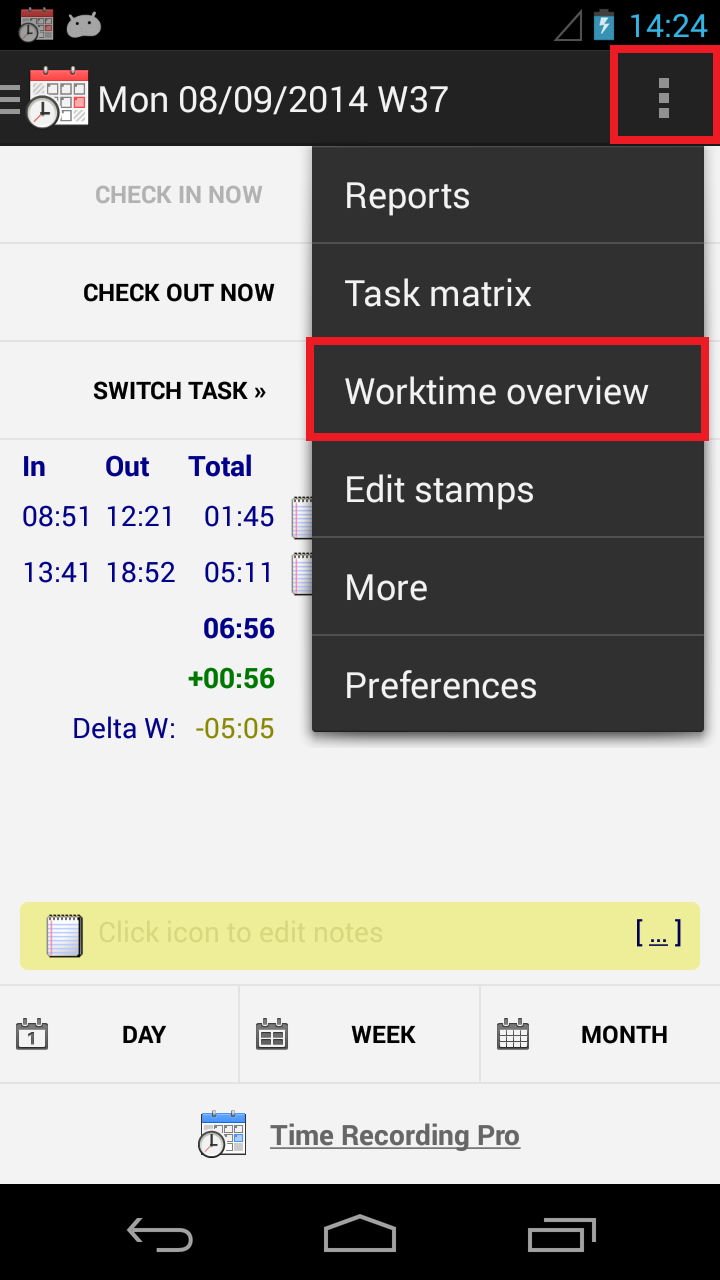 14:24
Mon 08/09/2014 W37
CHECK IN NOW
CHECK OUT NOW
SWITCH TASK »
In Out Total
08:51 12:21 01:45
13:41 18:52 05:11
06:56
+00:56
Delta W: -05:05
Reports
Task matrix
Worktime overview
Edit stamps
More
Preferences
Click icon to edit notes [ ... ]
1 DAY WEEK MONTH
Time Recording Pro